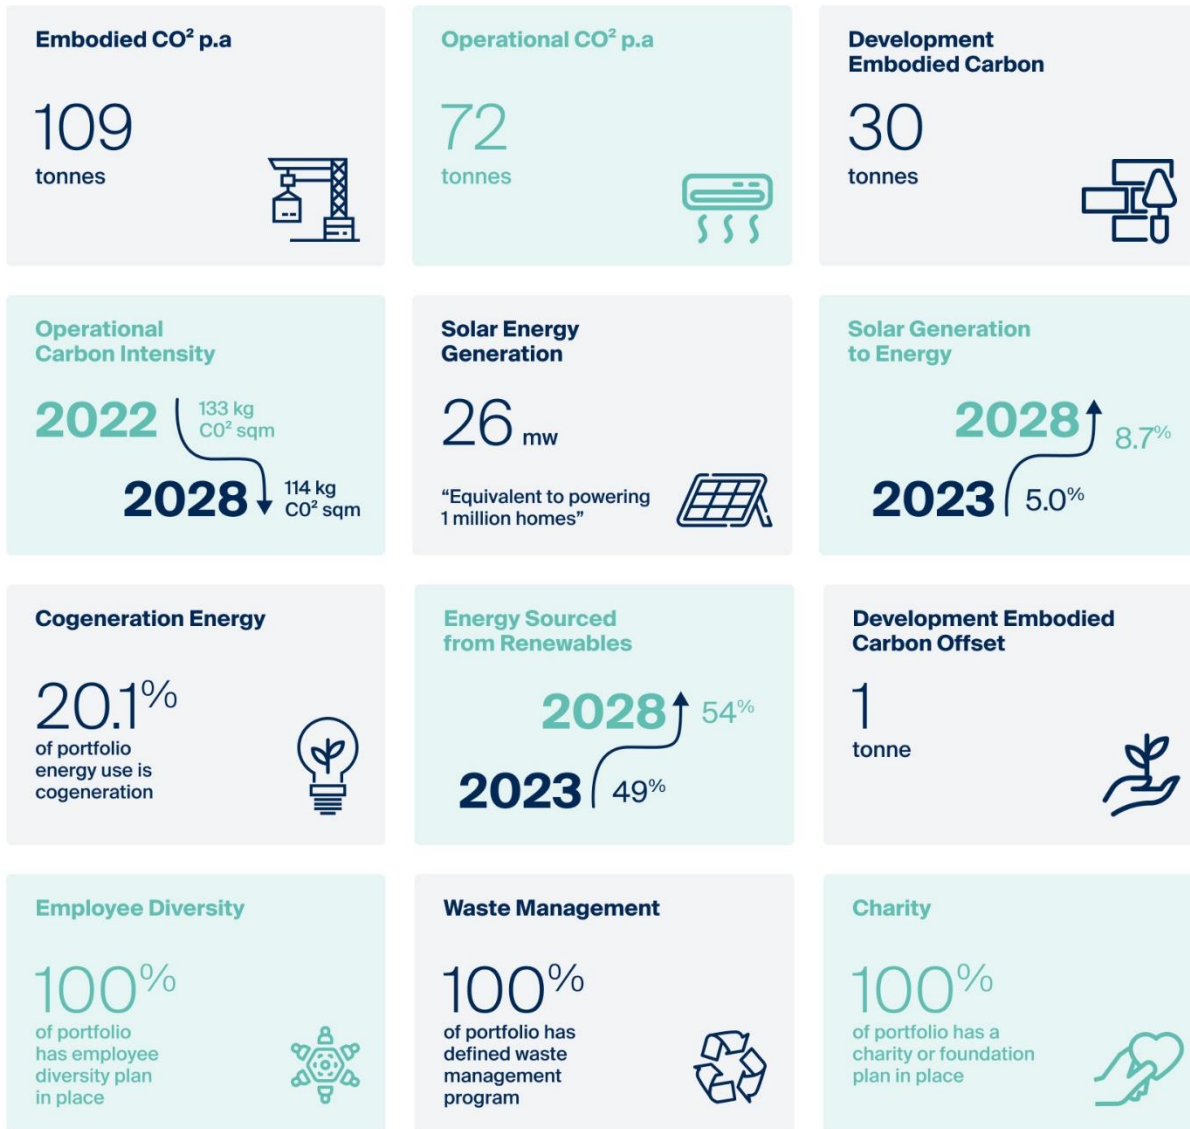 Embodied CO² p.a
109
tonnes
Operational CO² p.a
72
tonnes
Development
Embodied Carbon
30
tonnes
Operational
Carbon Intensity
2022
133 kg
C0² sqm
2028
114 kg
C0² sqm
Solar Energy
Generation
26 mw
“Equivalent to powering
1 million homes”
Solar Generation
to Energy
2028
8.7%
2023
5.0%
Cogeneration Energy
20.1%
of portfolio
energy use is
cogeneration
Energy Sourced
from Renewables
2028
54%
2023
49%
Development Embodied
Carbon Offset
1
tonne
Employee Diversity
100%
of portfolio
has employee
diversity plan
in place
Waste Management
100%
of portfolio has
defined waste
management
program
Charity
100%
of portfolio has a
charity or foundation
plan in place